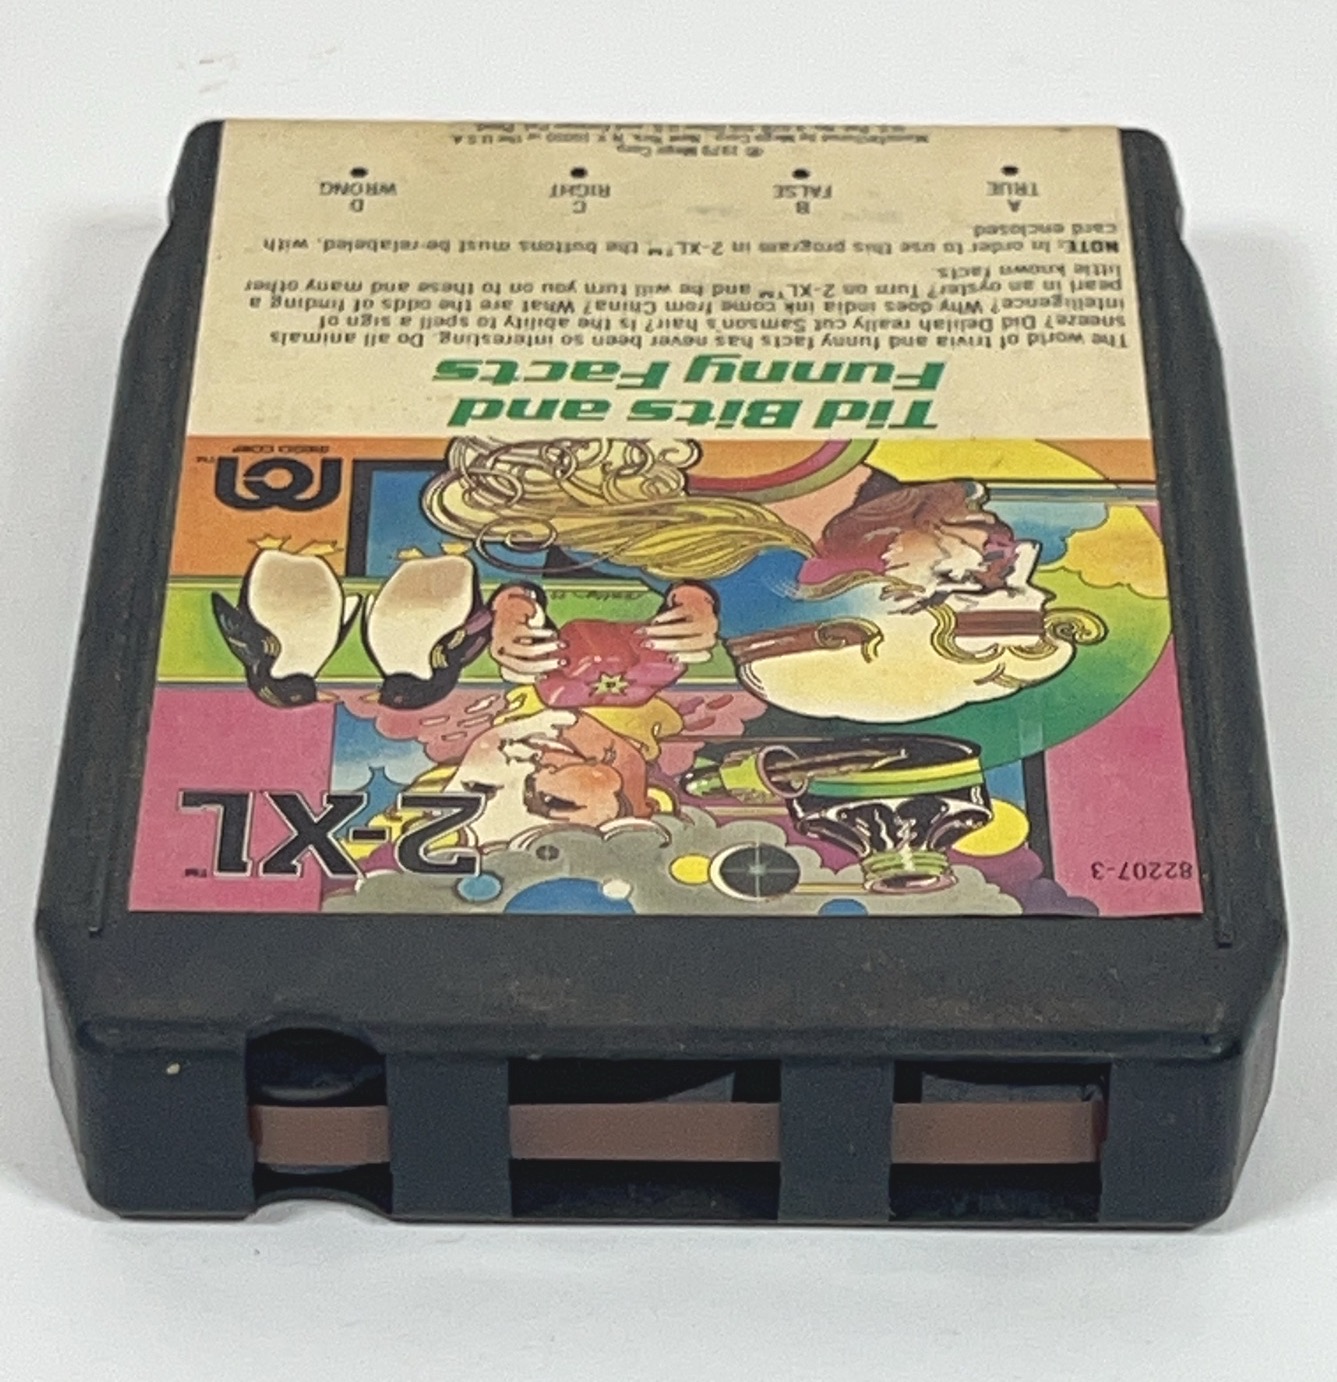 82207-3
2-XL™
MEGO CORP ™
Tid Bits and
Funny Facts
The world of trivia and funny facts has never been so interesting. Do all animals
sneeze? Did Delilah really cut Samson's hair? Is the ability to spell a sign of
intelligence? Why does india ink come from China? What are the odds of finding a
pearl in an oyster? Turn on 2-XL™ and he will turn you on to these and many other
little known facts.
NOTE: In order to use this program in 2-XL™ the buttons must be relabeled, with
card enclosed.
A B C D
TRUE FALSE RIGHT WRONG
© 1979 Mego Corp.